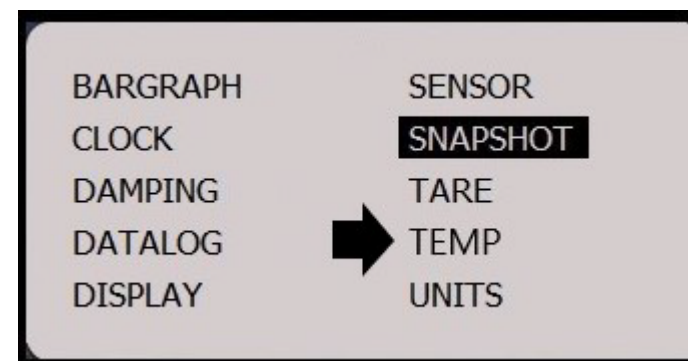 BARGRAPH
CLOCK
DAMPING
DATALOG
DISPLAY
SENSOR
SNAPSHOT
TARE
TEMP
UNITS